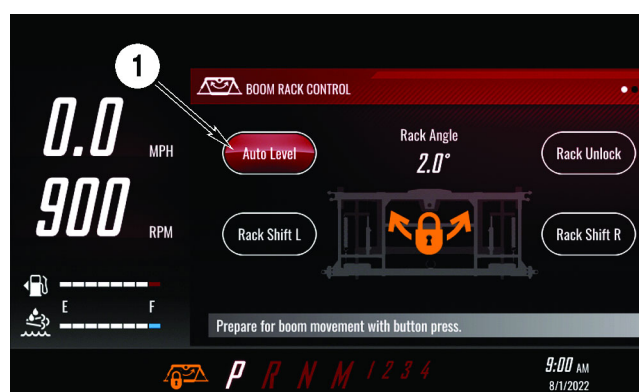 1
BOOM RACK CONTROL
0.0 MPH
Auto Level
Rack Angle
2.0°
Rack Unlock
900 RPM
Rack Shift L
Rack Shift R
E F
Prepare for boom movement with button press.
P R N M 1 2 3 4
9:00 AM
8/1/2022